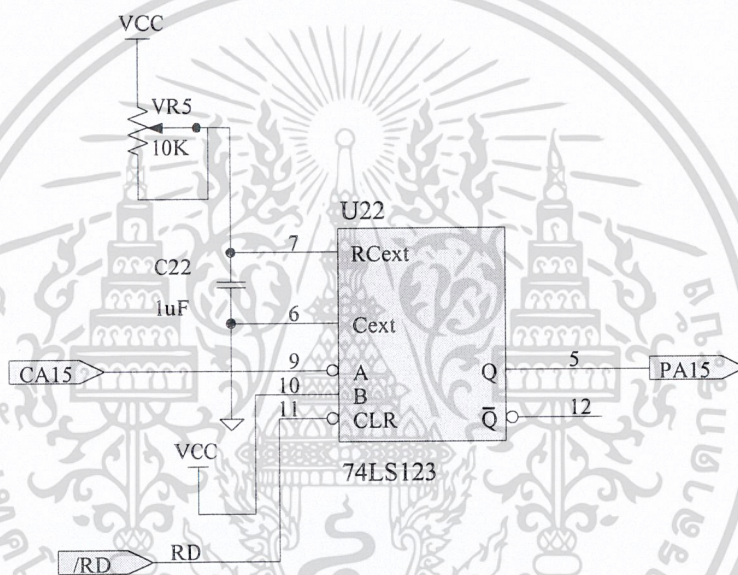 VCC
VR5
10K
U22
7 RCext
C22
1uF
6 Cext
CA15 9 A Q 5 PA15
10 B
11 CLR Q 12
VCC
74LS123
/RD RD